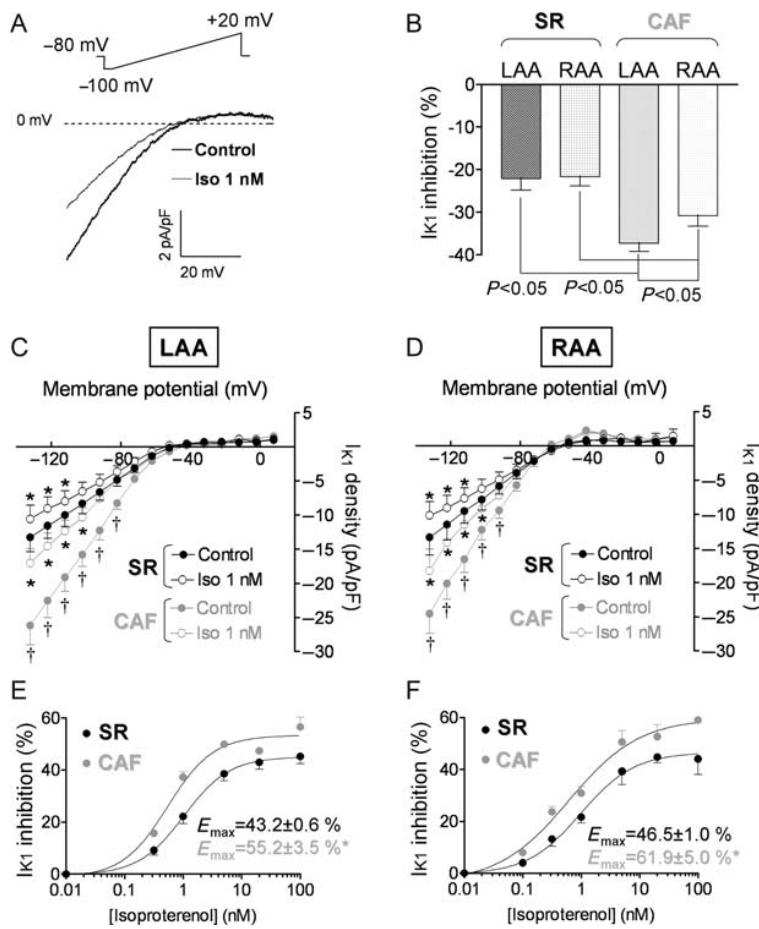 A
+20 mV
−80 mV
−100 mV
0 mV
Control
Iso 1 nM
2 pA/pF
20 mV
B
SR CAF
LAA RAA LAA RAA
IK1 inhibition (%)
0
-10
-20
-30
-40
P<0.05 P<0.05 P<0.05
C LAA
Membrane potential (mV)
−120 −80 −40 0
5
−5
−10
−15
−20
−25
−30
IK1 density (pA/pF)
* * *
* * * *
† † † † † †
SR
Control
Iso 1 nM
CAF
Control
Iso 1 nM
D RAA
Membrane potential (mV)
−120 −80 −40 0
5
−5
−10
−15
−20
−25
−30
IK1 density (pA/pF)
* * *
* * * *
† † † † †
SR
Control
Iso 1 nM
CAF
Control
Iso 1 nM
E
IK1 inhibition (%)
60
40
20
0
SR
CAF
Emax=43.2±0.6 %
Emax=55.2±3.5 %*
0.01 0.1 1 10 100
[Isoproterenol] (nM)
F
IK1 inhibition (%)
60
40
20
0
SR
CAF
Emax=46.5±1.0 %
Emax=61.9±5.0 %*
0.01 0.1 1 10 100
[Isoproterenol] (nM)